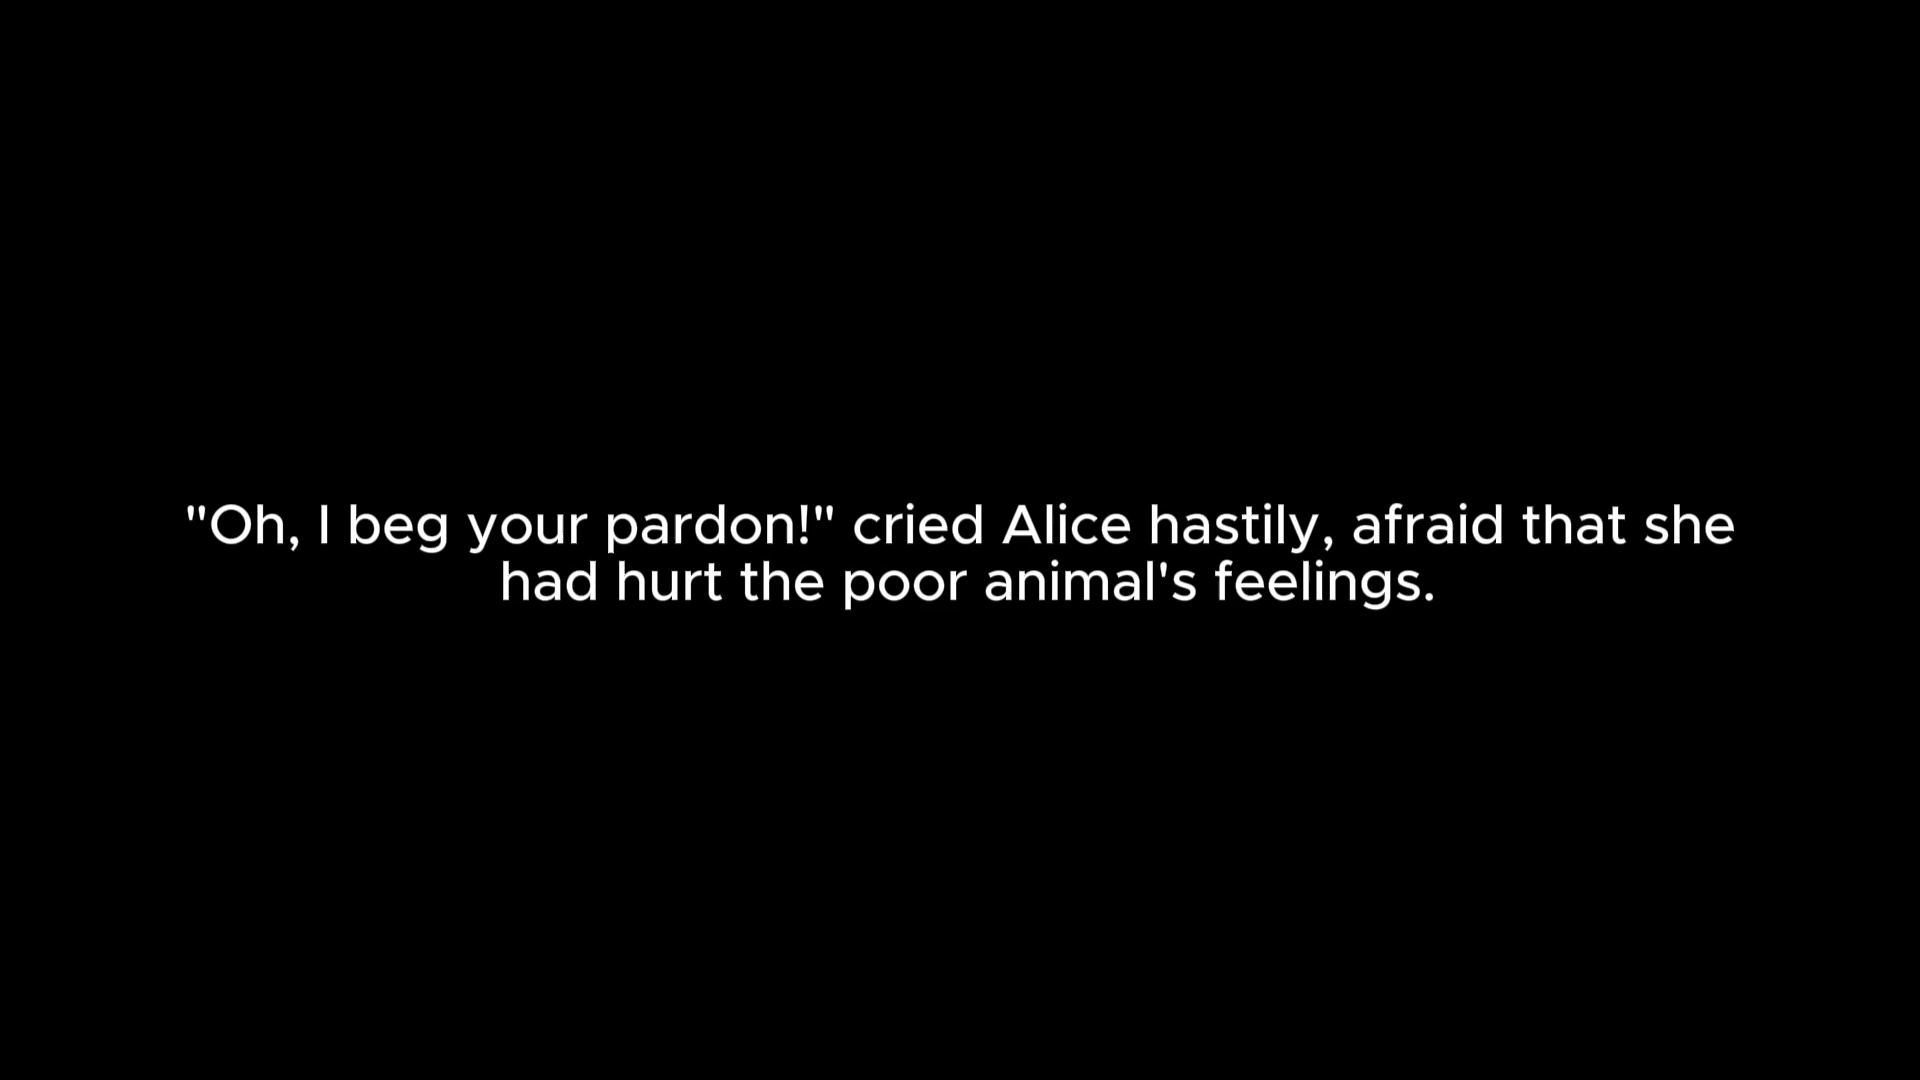 "Oh, I beg your pardon!" cried Alice hastily, afraid that she
had hurt the poor animal's feelings.